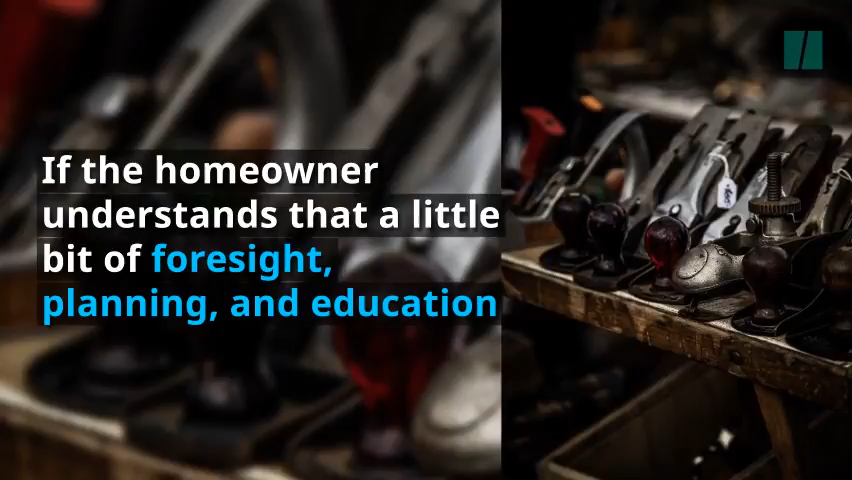 If the homeowner
understands that a little
bit of foresight,
planning, and education